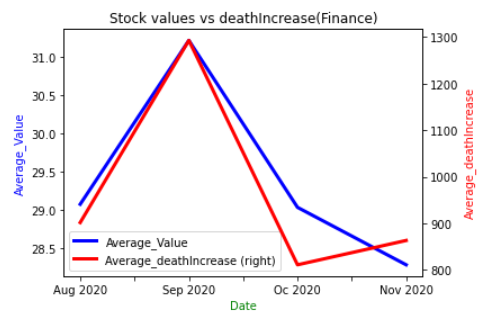 Stock values vs deathIncrease(Finance)
31.0
30.5
30.0
29.5
29.0
28.5
Average_Value
1300
1200
1100
1000
900
800
Average_deathIncrease
Average_Value
Average_deathIncrease (right)
Aug 2020 Sep 2020 Oc 2020 Nov 2020
Date